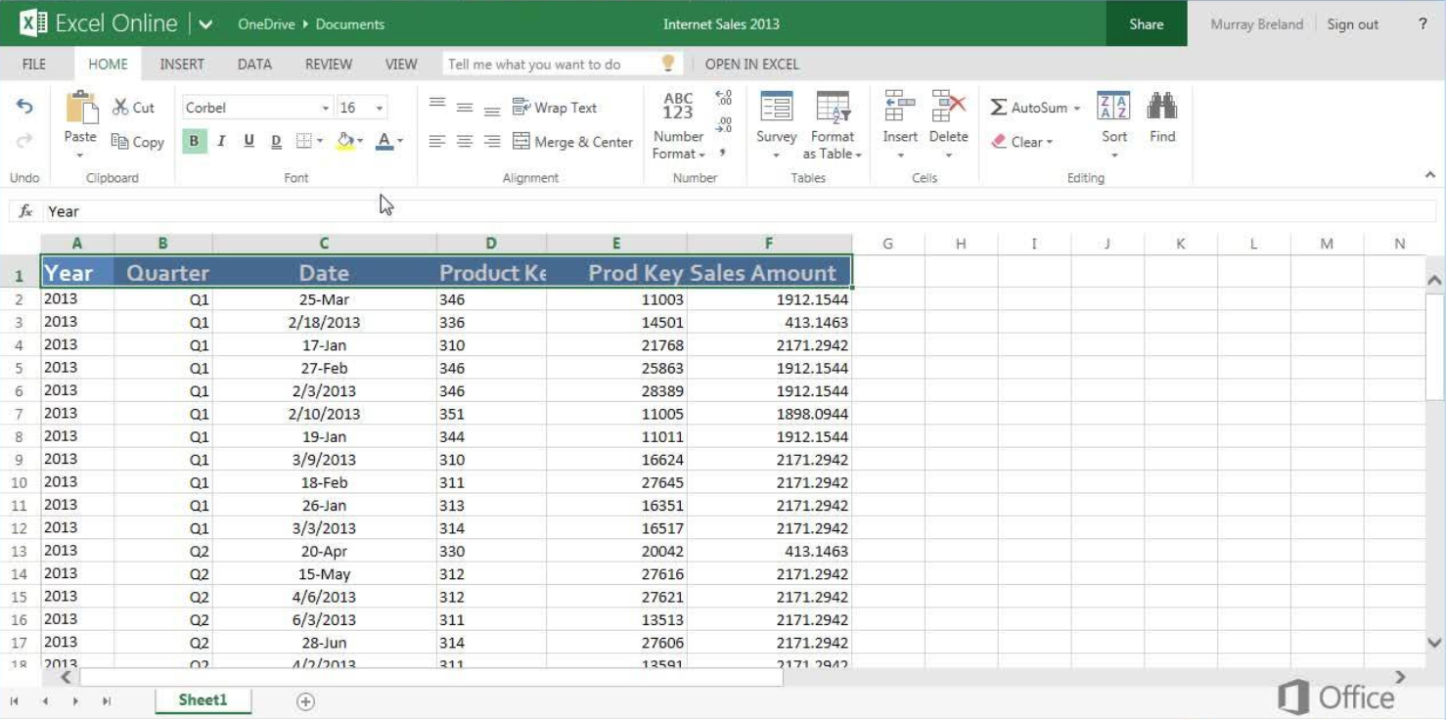 Excel Online OneDrive Documents Internet Sales 2013 Share Murray Breland Sign out ?
FILE HOME INSERT DATA REVIEW VIEW Tell me what you want to do OPEN IN EXCEL
Cut Corbel 16 Wrap Text ABC 123 AutoSum
Paste Copy B I U D A Merge & Center Number Format Survey Format as Table Insert Delete Clear Sort Find
Undo Clipboard Font Alignment Number Tables Cells Editing
fx Year
A B C D E F G H I J K L M N
1 Year Quarter Date Product Ke Prod Key Sales Amount
2 2013 Q1 25-Mar 346 11003 1912.1544
3 2013 Q1 2/18/2013 336 14501 413.1463
4 2013 Q1 17-Jan 310 21768 2171.2942
5 2013 Q1 27-Feb 346 25863 1912.1544
6 2013 Q1 2/3/2013 346 28389 1912.1544
7 2013 Q1 2/10/2013 351 11005 1898.0944
8 2013 Q1 19-Jan 344 11011 1912.1544
9 2013 Q1 3/9/2013 310 16624 2171.2942
10 2013 Q1 18-Feb 311 27645 2171.2942
11 2013 Q1 26-Jan 313 16351 2171.2942
12 2013 Q1 3/3/2013 314 16517 2171.2942
13 2013 Q2 20-Apr 330 20042 413.1463
14 2013 Q2 15-May 312 27616 2171.2942
15 2013 Q2 4/6/2013 312 27621 2171.2942
16 2013 Q2 6/3/2013 311 13513 2171.2942
17 2013 Q2 28-Jun 314 27606 2171.2942
18 2013 Q2 4/2/2013 311 13591 2171.2942
Sheet1
Office